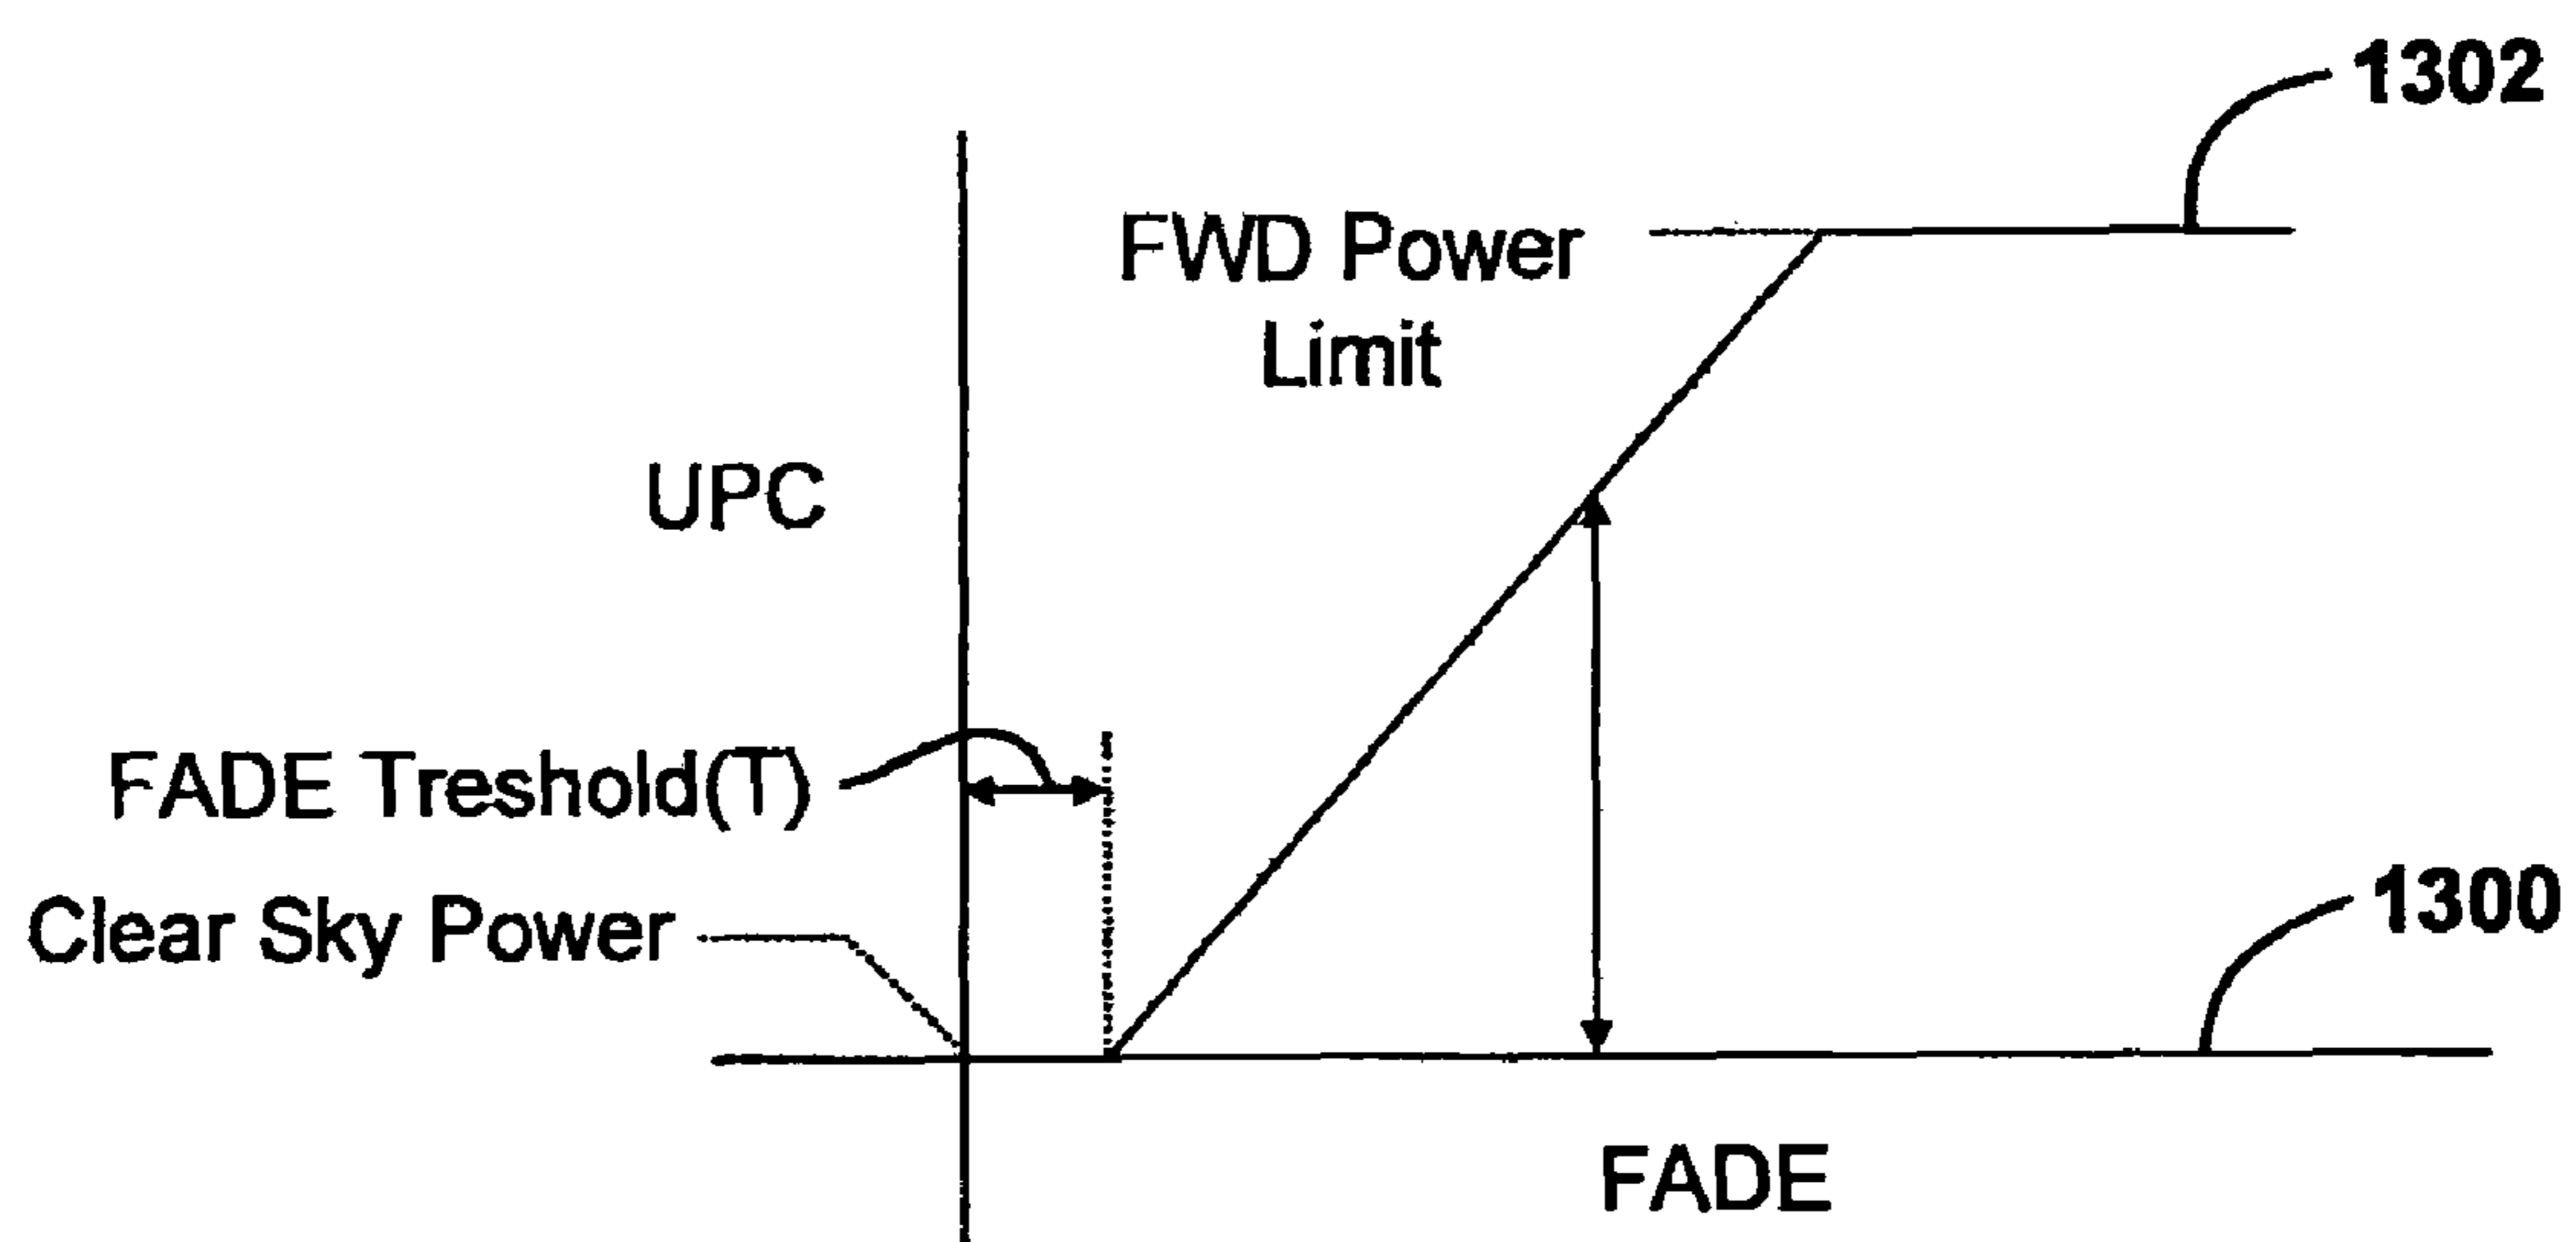 1302
FWD Power
Limit
UPC
FADE Treshold(T)
Clear Sky Power
1300
FADE